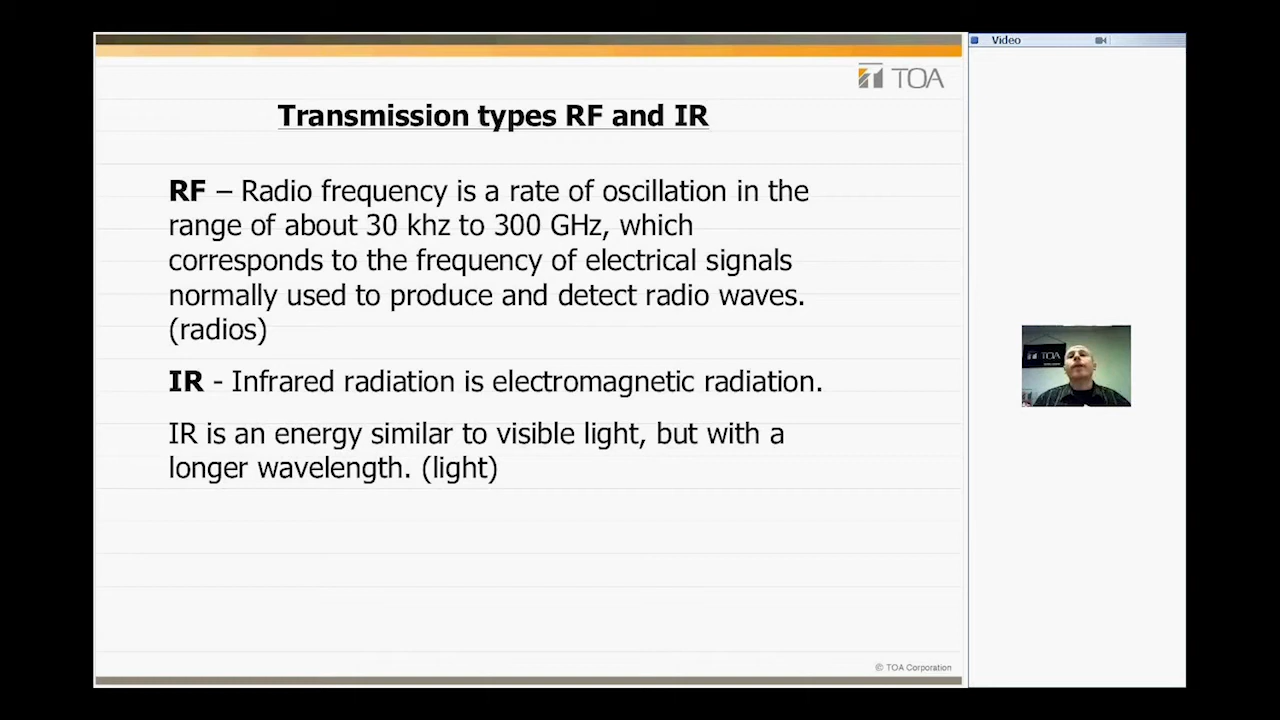 Video
TOA
Transmission types RF and IR
RF – Radio frequency is a rate of oscillation in the
range of about 30 khz to 300 GHz, which
corresponds to the frequency of electrical signals
normally used to produce and detect radio waves.
(radios)
IR - Infrared radiation is electromagnetic radiation.
IR is an energy similar to visible light, but with a
longer wavelength. (light)
TOA
© TOA Corporation